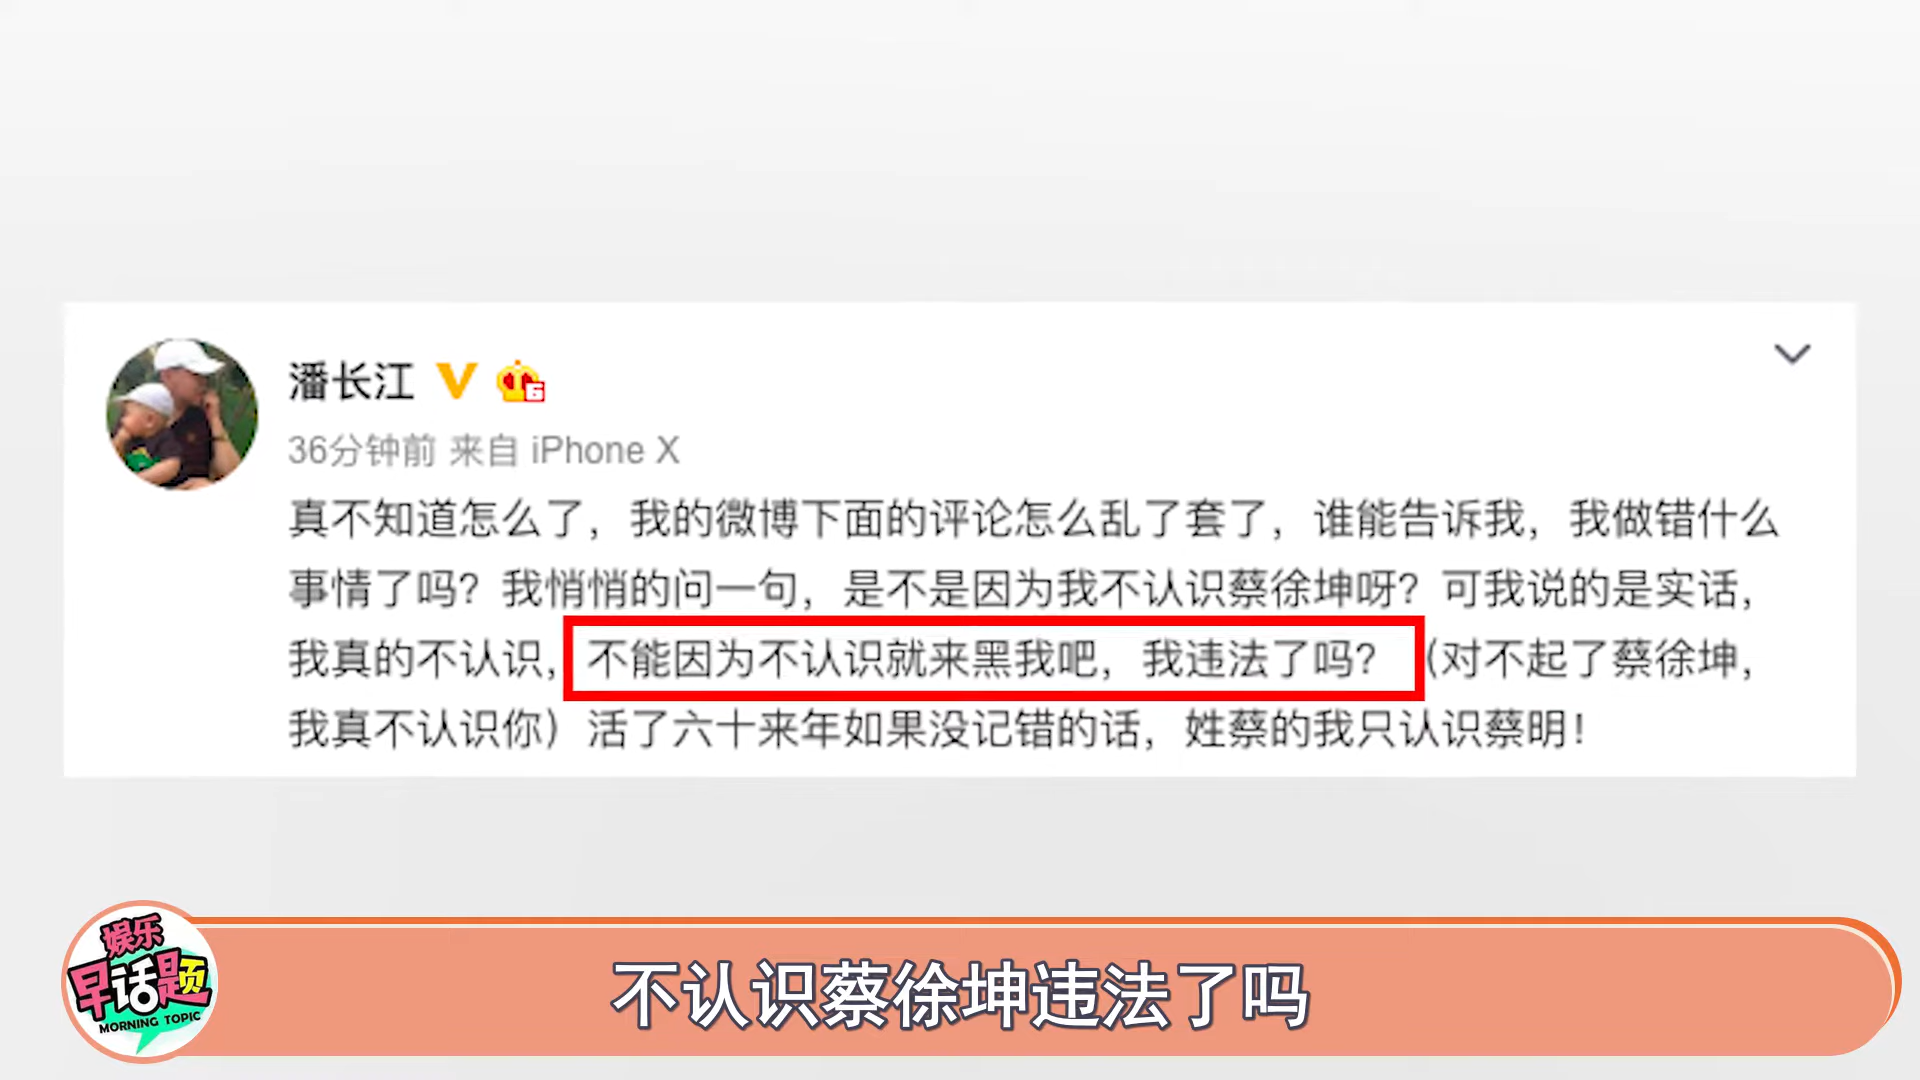 潘长江
36分钟前 来自 iPhone X
真不知道怎么了，我的微博下面的评论怎么乱了套了，谁能告诉我，我做错什么
事情了吗？我悄悄的问一句，是不是因为我不认识蔡徐坤呀？可我说的是实话，
我真的不认识，不能因为不认识就来黑我吧，我违法了吗？（对不起了蔡徐坤，
我真不认识你）活了六十来年如果没记错的话，姓蔡的我只认识蔡明！
娱乐
早话题
MORNING TOPIC
不认识蔡徐坤违法了吗